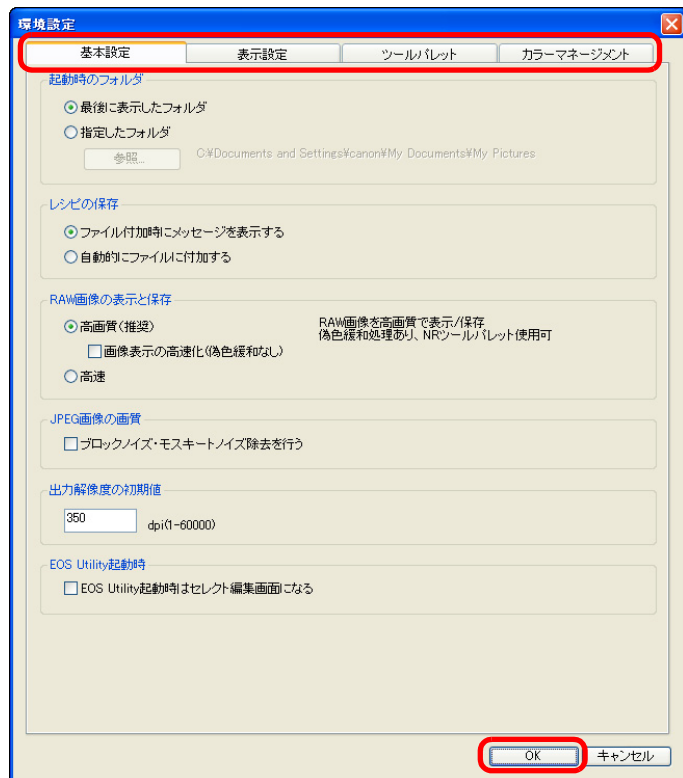 環境設定
基本設定 表示設定 ツールパレット カラーマネージメント
起動時のフォルダ
最後に表示したフォルダ
指定したフォルダ
参照... C:¥Documents and Settings¥canon¥My Documents¥My Pictures
レシピの保存
ファイル付加時にメッセージを表示する
自動的にファイルに付加する
RAW画像の表示と保存
高画質(推奨) RAW画像を高画質で表示/保存
偽色緩和処理あり、NRツールパレット使用可
画像表示の高速化(偽色緩和なし)
高速
JPEG画像の画質
ブロックノイズ・モスキートノイズ除去を行う
出力解像度の初期値
350 dpi(1-60000)
EOS Utility起動時
EOS Utility起動時はセレクト編集画面になる
OK キャンセル